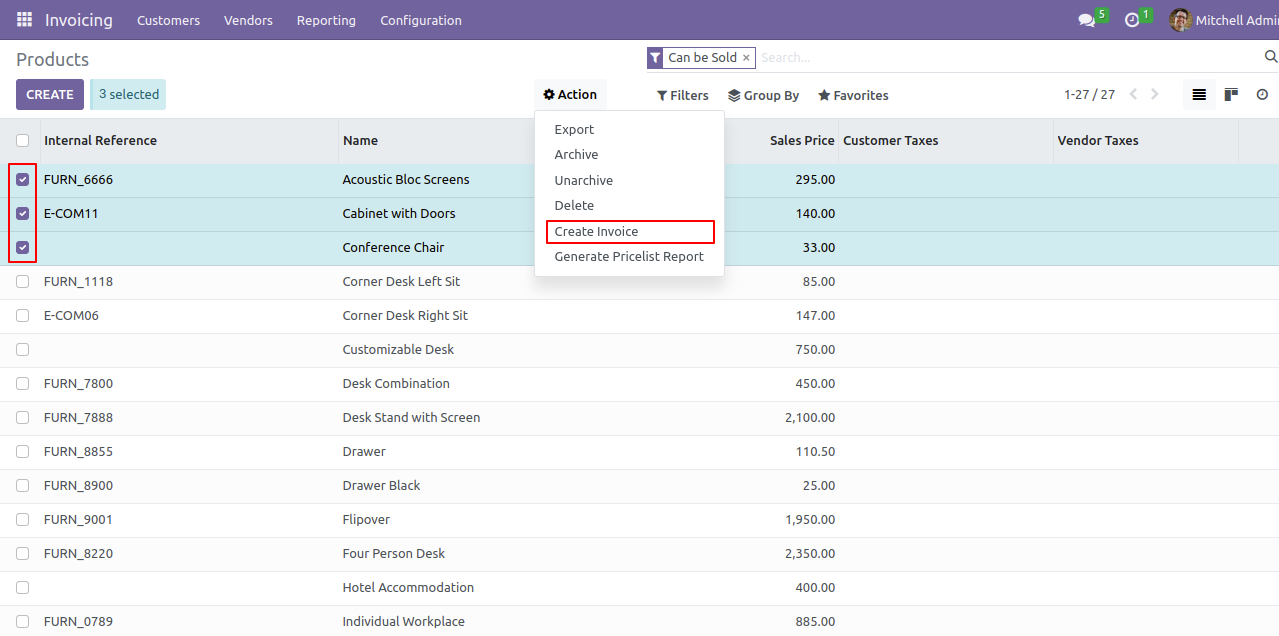 Invoicing Customers Vendors Reporting Configuration 5 1 Mitchell Admi
Products Can be Sold × Search...
CREATE 3 selected Action Filters Group By Favorites 1-27 / 27
Export
Archive
Unarchive
Delete
Create Invoice
Generate Pricelist Report
Internal Reference Name Sales Price Customer Taxes Vendor Taxes
FURN_6666 Acoustic Bloc Screens 295.00
E-COM11 Cabinet with Doors 140.00
Conference Chair 33.00
FURN_1118 Corner Desk Left Sit 85.00
E-COM06 Corner Desk Right Sit 147.00
Customizable Desk 750.00
FURN_7800 Desk Combination 450.00
FURN_7888 Desk Stand with Screen 2,100.00
FURN_8855 Drawer 110.50
FURN_8900 Drawer Black 25.00
FURN_9001 Flipover 1,950.00
FURN_8220 Four Person Desk 2,350.00
Hotel Accommodation 400.00
FURN_0789 Individual Workplace 885.00